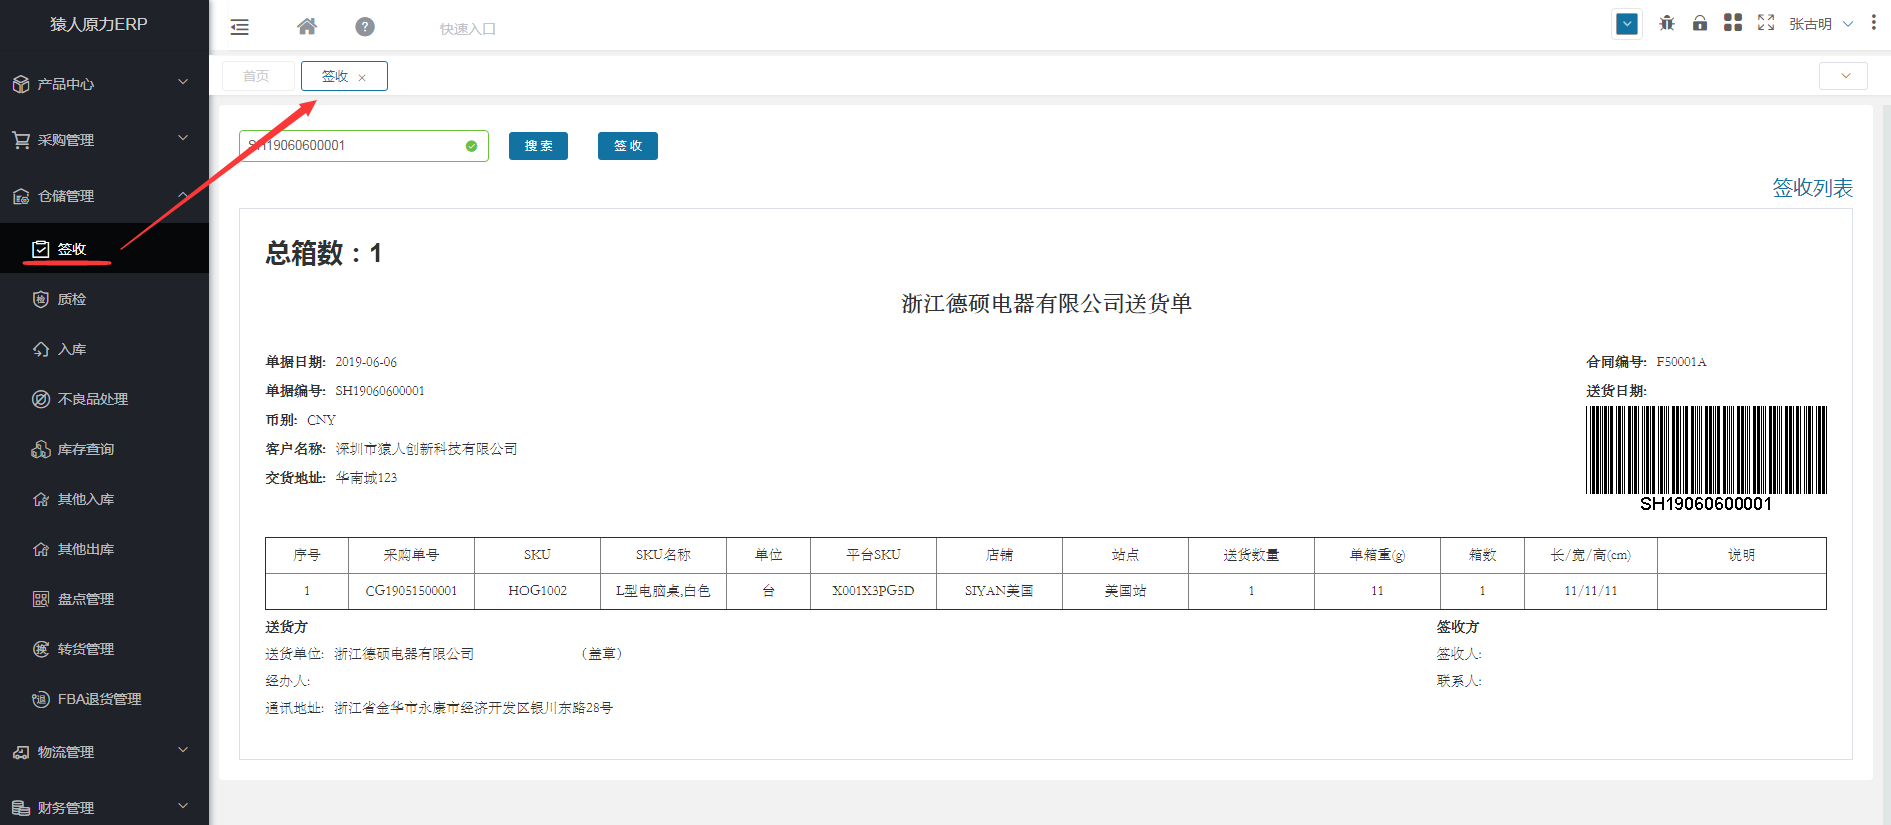 猿人原力ERP
快速入口
张古明
产品中心
采购管理
仓储管理
签收
质检
入库
不良品处理
库存查询
其他入库
其他出库
盘点管理
转货管理
FBA退货管理
物流管理
财务管理
首页
签收 ×
SH19060600001
搜索
签收
签收列表
总箱数：1
浙江德硕电器有限公司送货单
单据日期: 2019-06-06
单据编号: SH19060600001
币别: CNY
客户名称: 深圳市猿人创新科技有限公司
交货地址: 华南城123
合同编号: F50001A
送货日期:
SH19060600001
序号 采购单号 SKU SKU名称 单位 平台SKU 店铺 站点 送货数量 单箱重(g) 箱数 长/宽/高(cm) 说明
1 CG19051500001 HOG1002 L型电脑桌,白色 台 X001X3PG5D SIYAN美国 美国站 1 11 1 11/11/11
送货方
送货单位: 浙江德硕电器有限公司 （盖章）
经办人:
通讯地址: 浙江省金华市永康市经济开发区银川东路28号
签收方
签收人:
联系人: